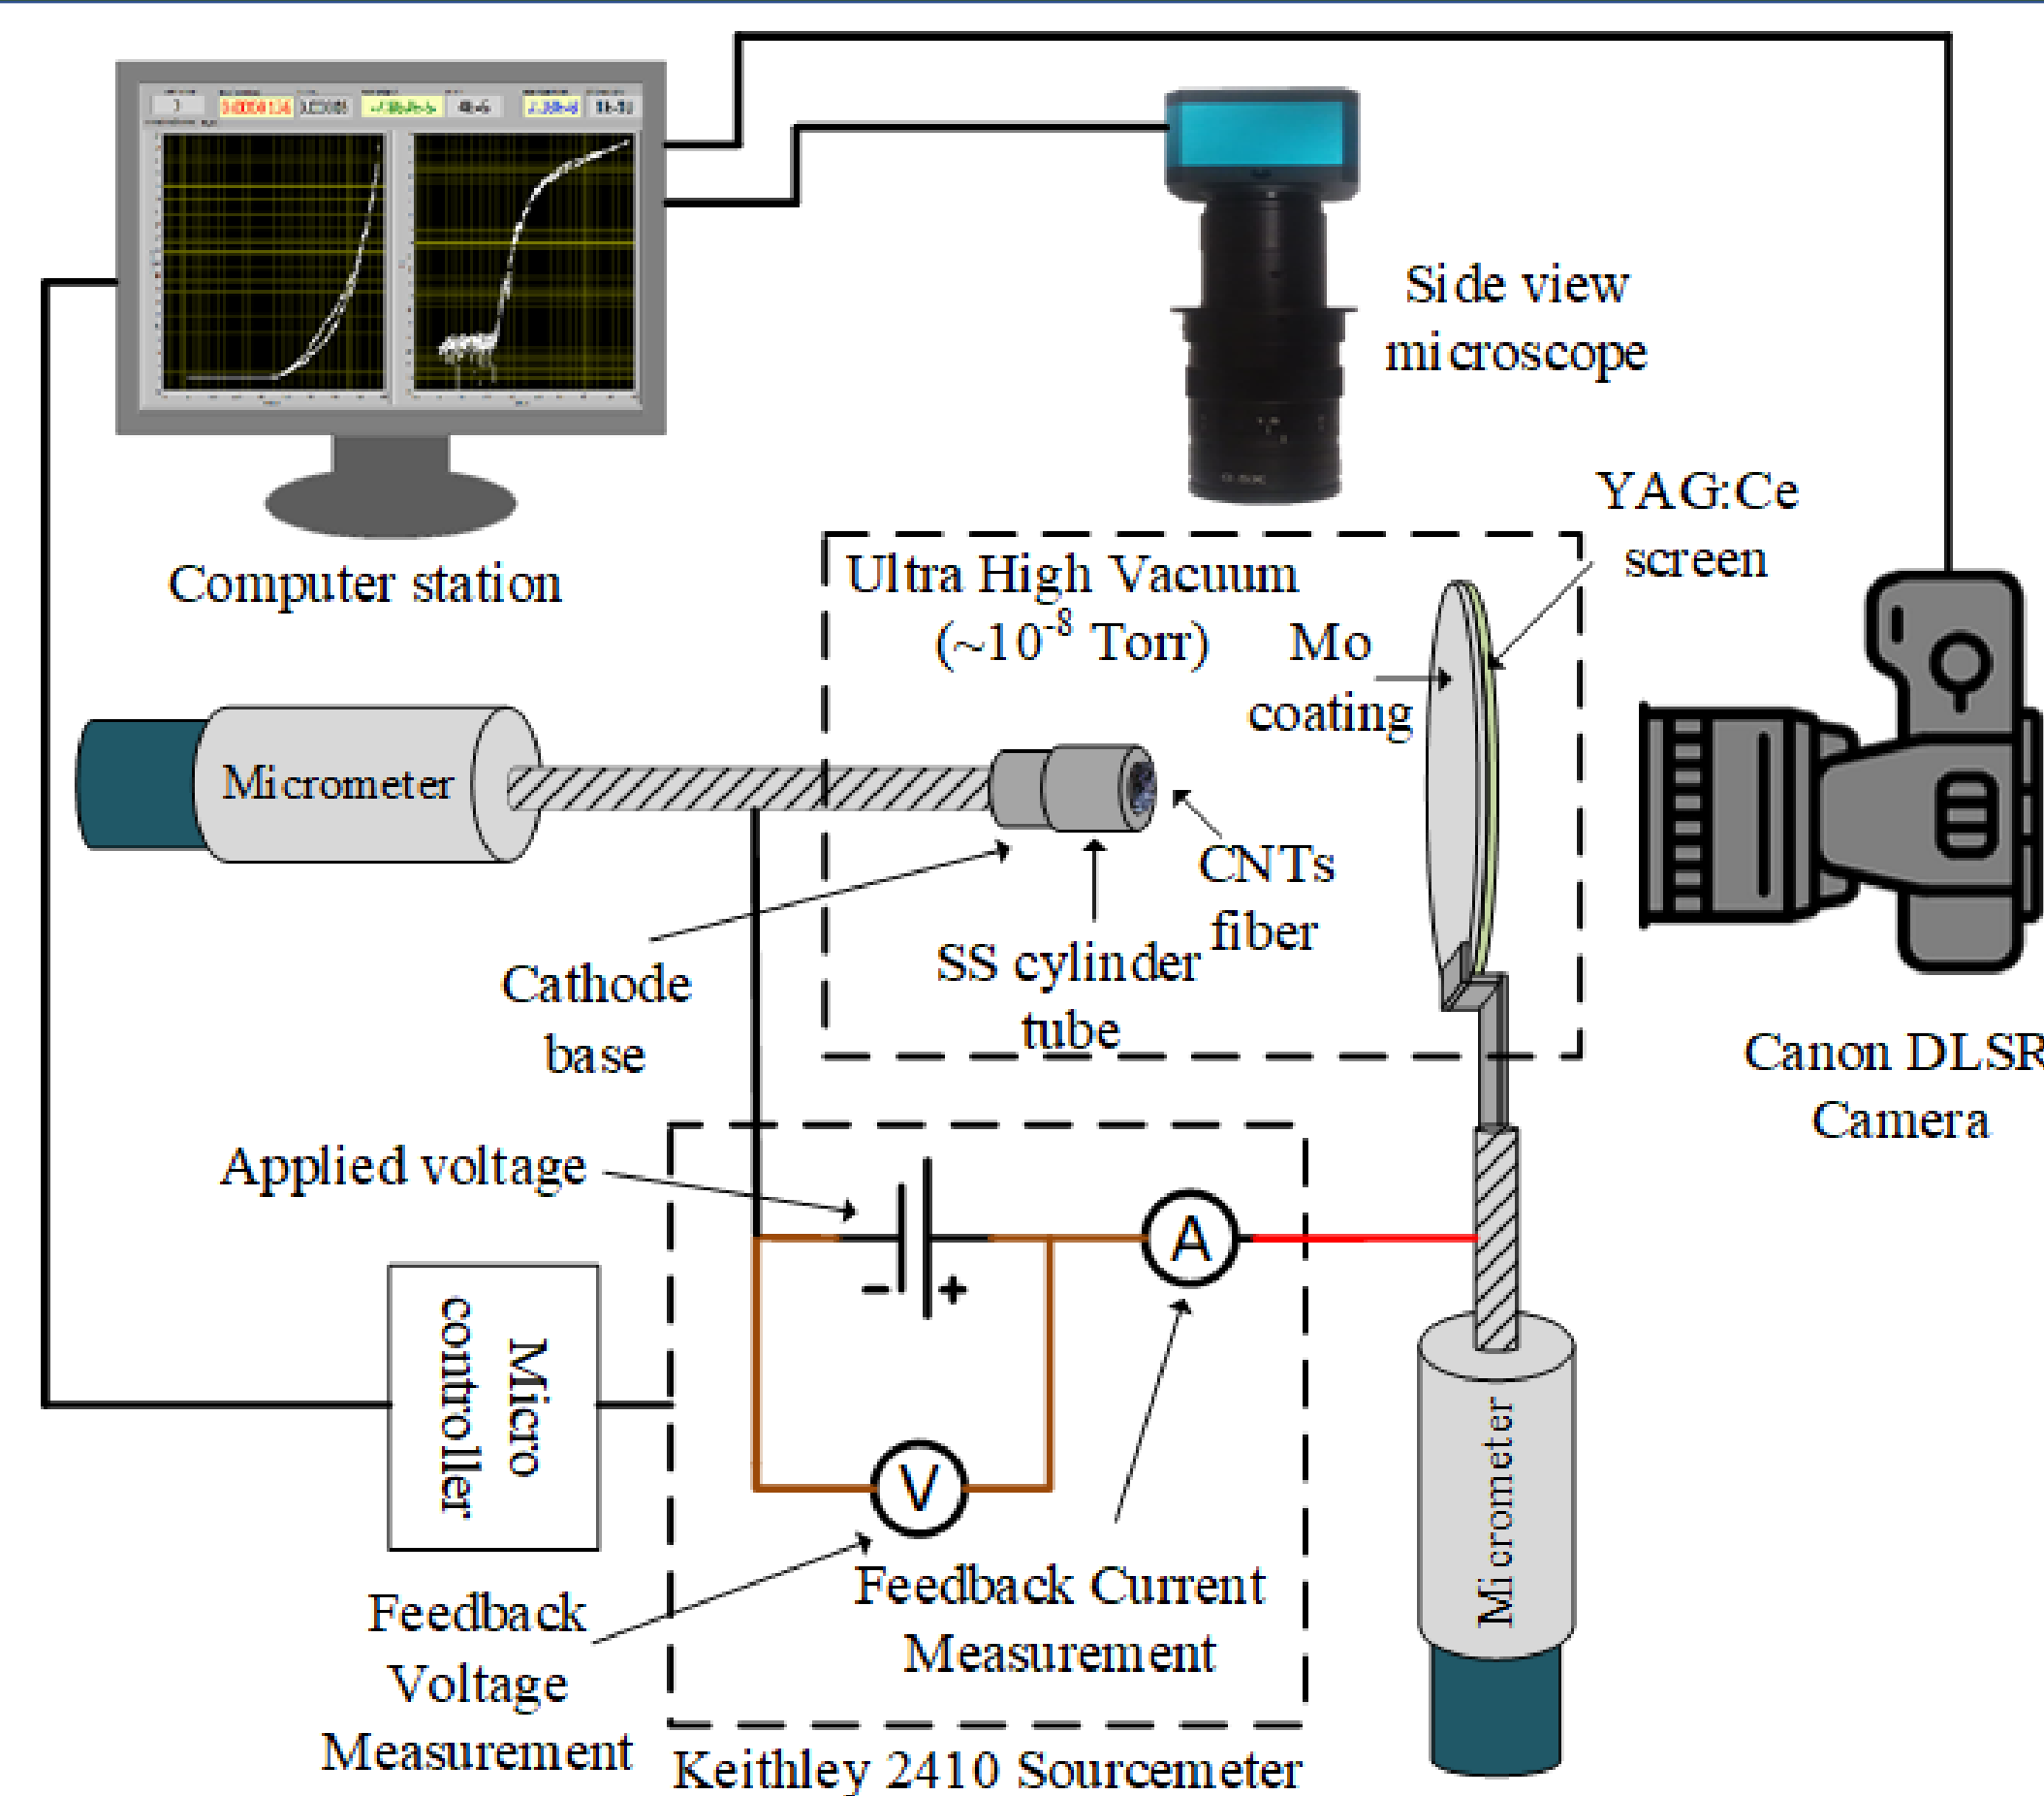 Computer station
Side view
microscope
YAG:Ce
screen
Ultra High Vacuum
(~10⁻⁸ Torr)
Mo
coating
Micrometer
CNTs
fiber
SS cylinder
tube
Cathode
base
Canon DLSR
Camera
Applied voltage
- +
A
Micro
controller
V
Micrometer
Feedback
Voltage
Measurement
Feedback Current
Measurement
Keithley 2410 Sourcemeter